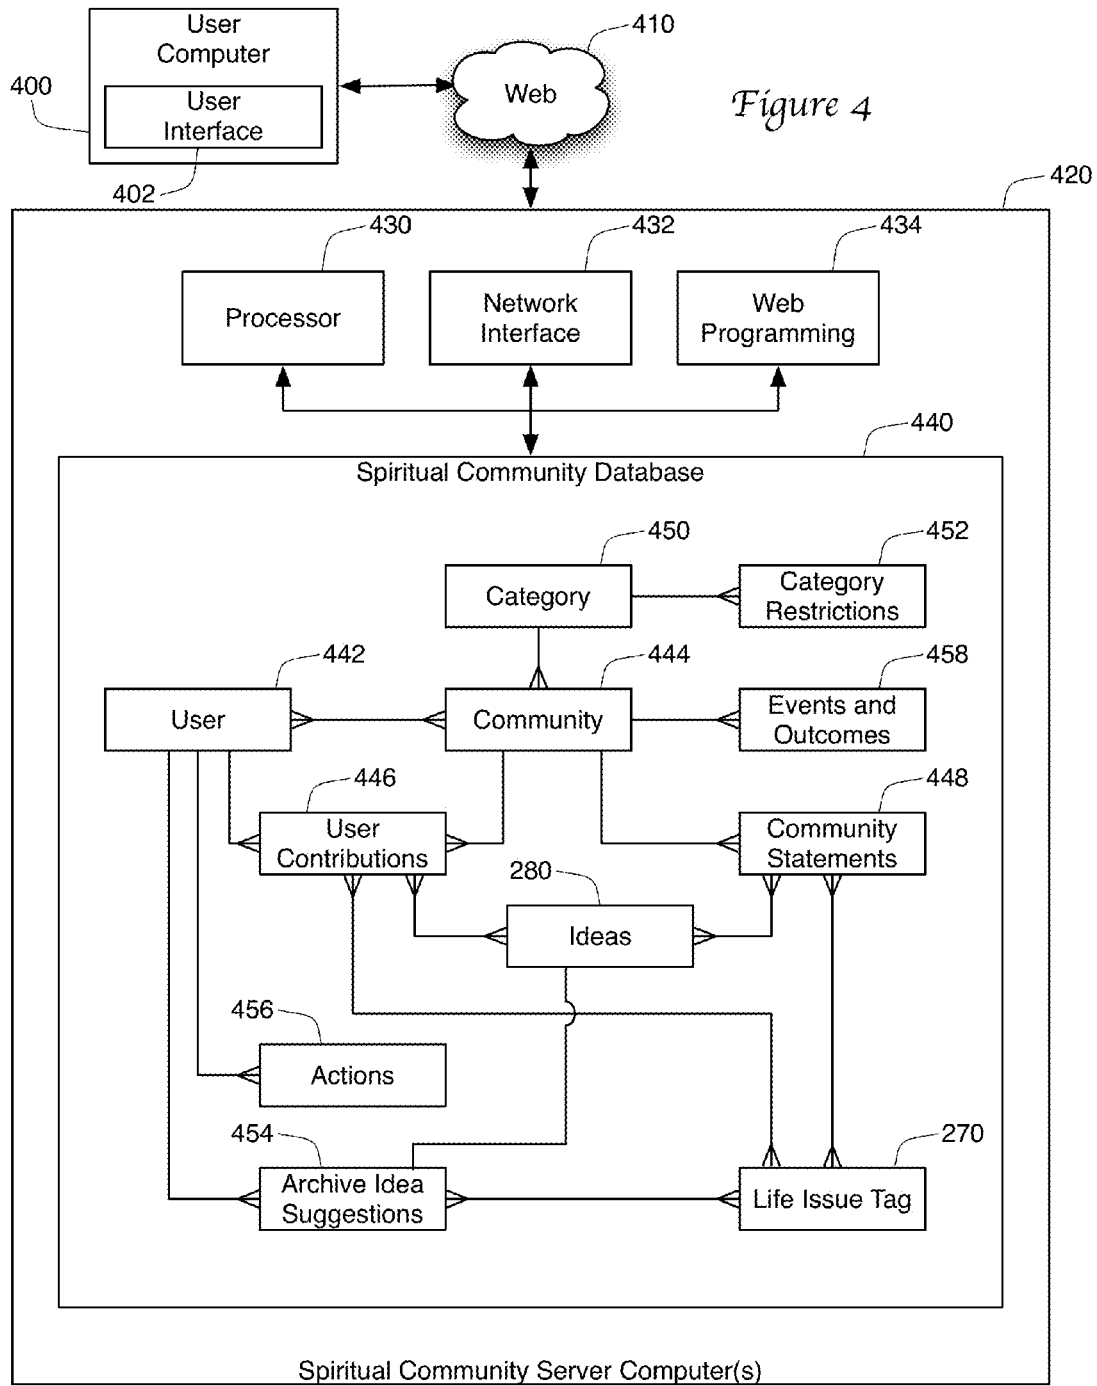 User
Computer
410
400
User
Interface
Web
Figure 4
402
420
430
432
434
Processor
Network
Interface
Web
Programming
440
Spiritual Community Database
450
452
Category
Category
Restrictions
442
444
458
User
Community
Events and
Outcomes
446
448
User
Contributions
Community
Statements
280
Ideas
456
Actions
454
270
Archive Idea
Suggestions
Life Issue Tag
Spiritual Community Server Computer(s)